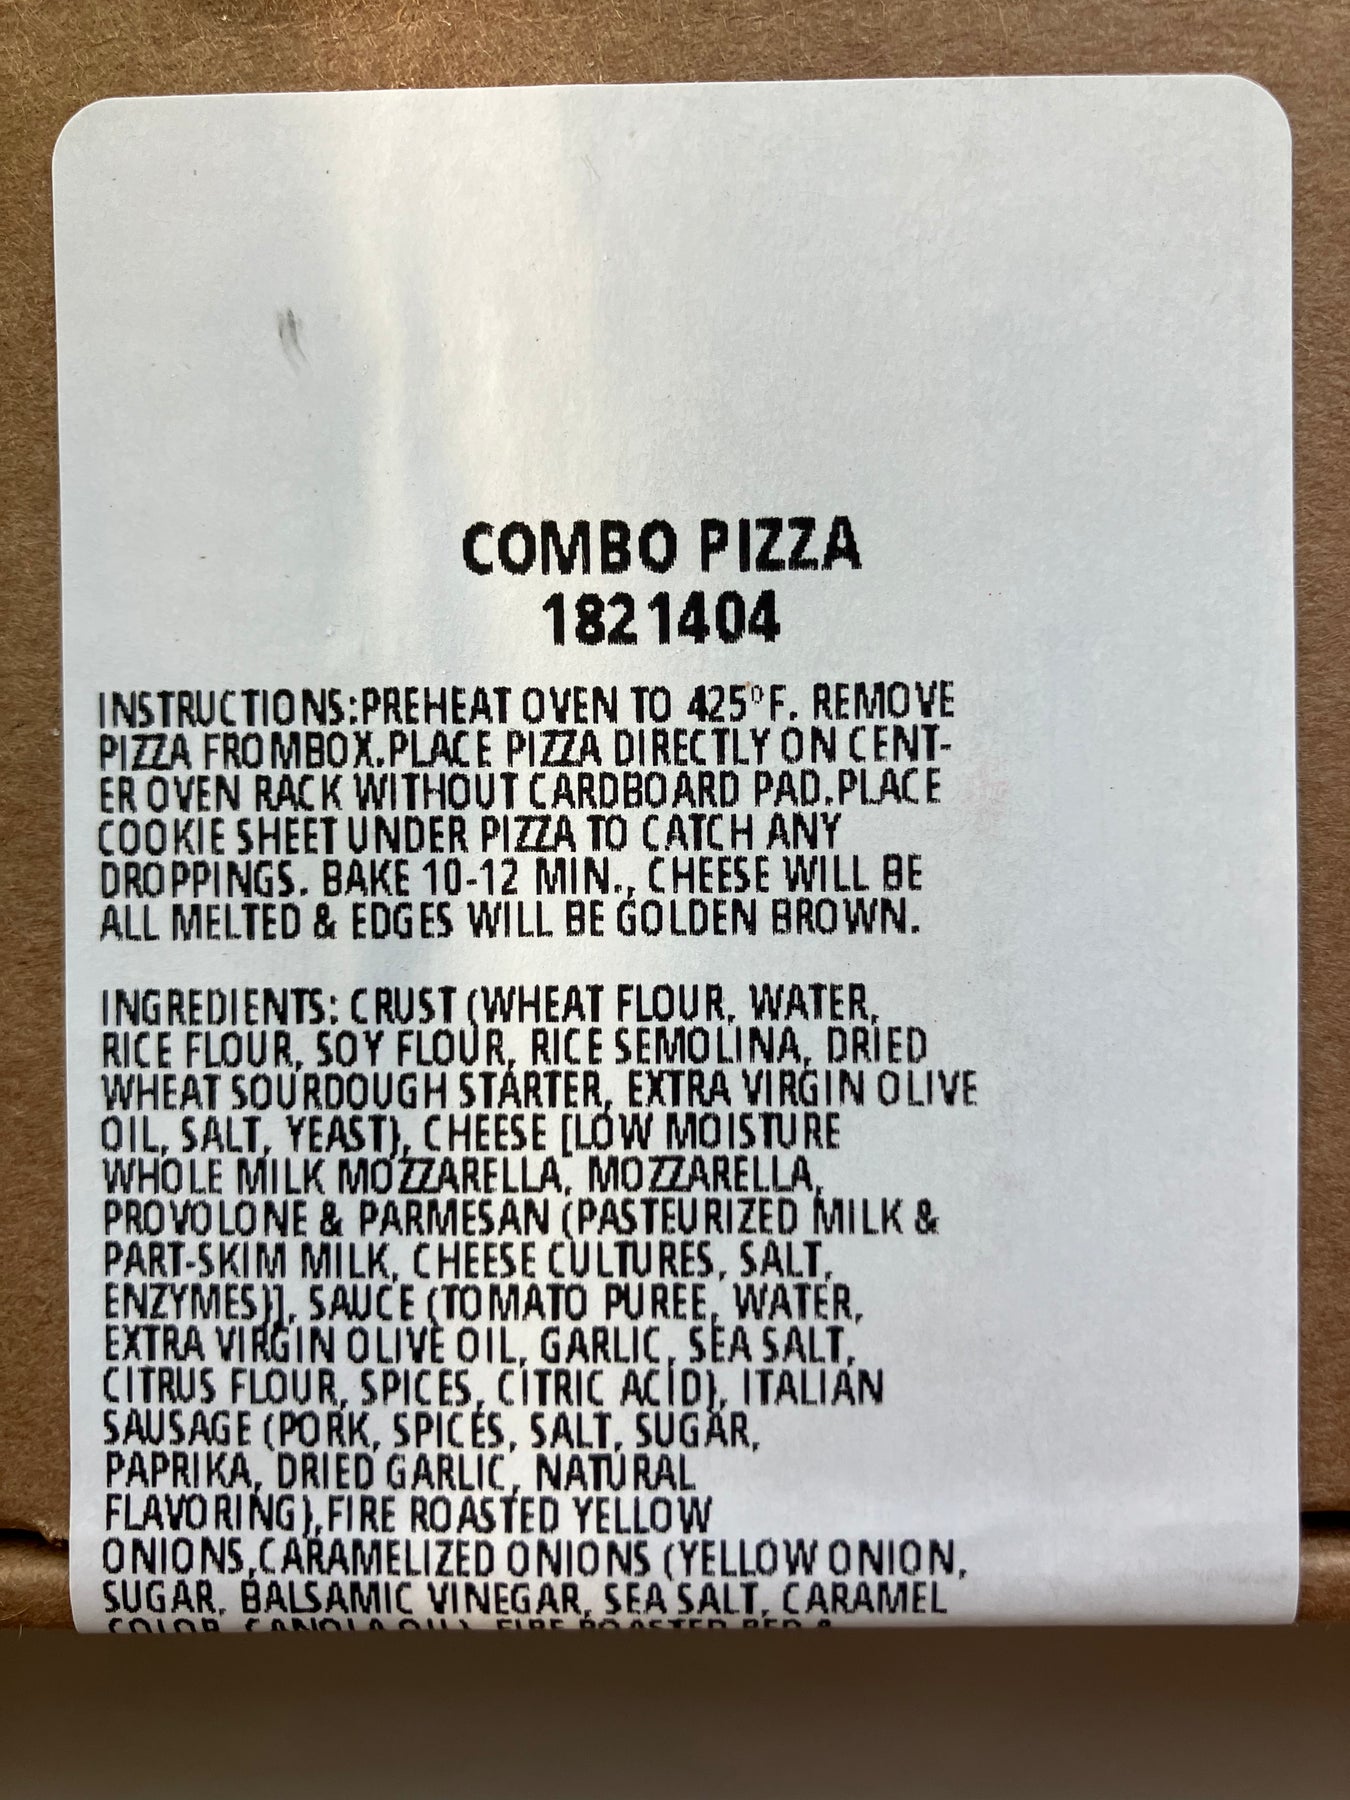 COMBO PIZZA
1821404
INSTRUCTIONS:PREHEAT OVEN TO 425°F. REMOVE
PIZZA FROMBOX.PLACE PIZZA DIRECTLY ON CENT-
ER OVEN RACK WITHOUT CARDBOARD PAD.PLACE
COOKIE SHEET UNDER PIZZA TO CATCH ANY
DROPPINGS. BAKE 10-12 MIN., CHEESE WILL BE
ALL MELTED & EDGES WILL BE GOLDEN BROWN.
INGREDIENTS: CRUST (WHEAT FLOUR, WATER,
RICE FLOUR, SOY FLOUR, RICE SEMOLINA, DRIED
WHEAT SOURDOUGH STARTER, EXTRA VIRGIN OLIVE
OIL, SALT, YEAST), CHEESE [LOW MOISTURE
WHOLE MILK MOZZARELLA, MOZZARELLA,
PROVOLONE & PARMESAN (PASTEURIZED MILK &
PART-SKIM MILK, CHEESE CULTURES, SALT,
ENZYMES)], SAUCE (TOMATO PUREE, WATER,
EXTRA VIRGIN OLIVE OIL, GARLIC, SEA SALT,
CITRUS FLOUR, SPICES, CITRIC ACID), ITALIAN
SAUSAGE (PORK, SPICES, SALT, SUGAR,
PAPRIKA, DRIED GARLIC, NATURAL
FLAVORING),FIRE ROASTED YELLOW
ONIONS,CARAMELIZED ONIONS (YELLOW ONION,
SUGAR, BALSAMIC VINEGAR, SEA SALT, CARAMEL
COLOR, CANOLA OIL), FIRE ROASTED RED &